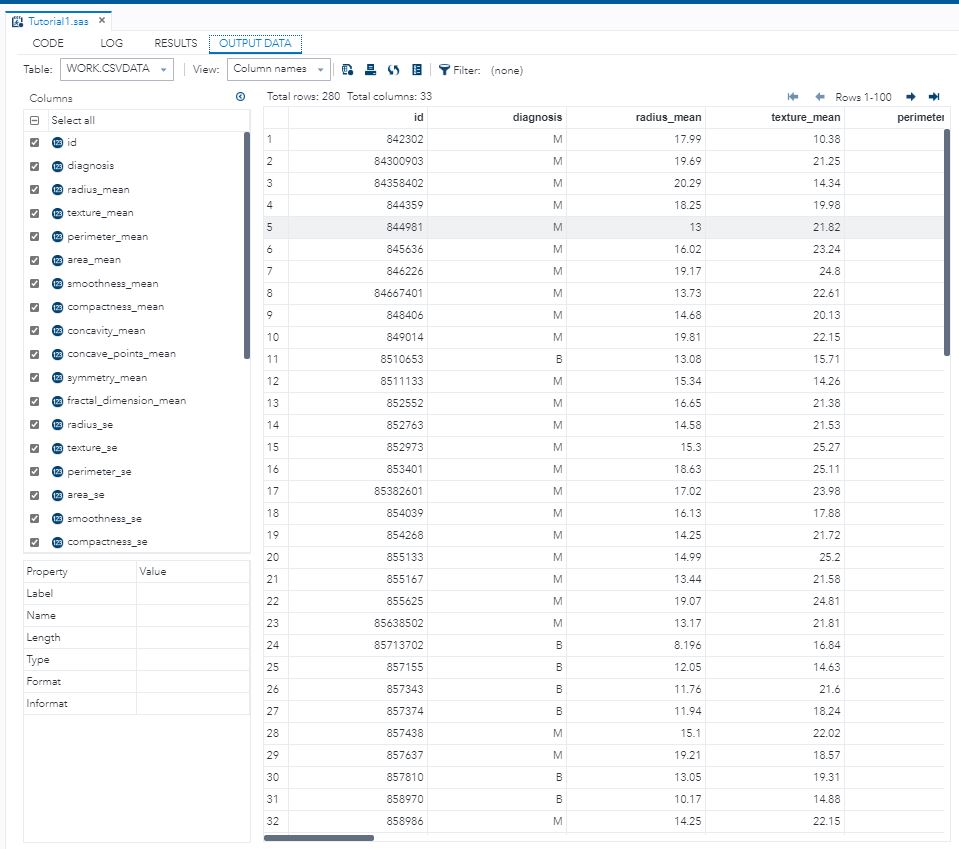 Tutorial1.sas ×
CODE LOG RESULTS OUTPUT DATA
Table: WORK.CSVDATA View: Column names Filter: (none)
Columns
Select all
id
diagnosis
radius_mean
texture_mean
perimeter_mean
area_mean
smoothness_mean
compactness_mean
concavity_mean
concave_points_mean
symmetry_mean
fractal_dimension_mean
radius_se
texture_se
perimeter_se
area_se
smoothness_se
compactness_se
Property Value
Label
Name
Length
Type
Format
Informat
Total rows: 280 Total columns: 33 Rows 1-100
id diagnosis radius_mean texture_mean perimeter
1 842302 M 17.99 10.38
2 84300903 M 19.69 21.25
3 84358402 M 20.29 14.34
4 844359 M 18.25 19.98
5 844981 M 13 21.82
6 845636 M 16.02 23.24
7 846226 M 19.17 24.8
8 84667401 M 13.73 22.61
9 848406 M 14.68 20.13
10 849014 M 19.81 22.15
11 8510653 B 13.08 15.71
12 8511133 M 15.34 14.26
13 852552 M 16.65 21.38
14 852763 M 14.58 21.53
15 852973 M 15.3 25.27
16 853401 M 18.63 25.11
17 85382601 M 17.02 23.98
18 854039 M 16.13 17.88
19 854268 M 14.25 21.72
20 855133 M 14.99 25.2
21 855167 M 13.44 21.58
22 855625 M 19.07 24.81
23 85638502 M 13.17 21.81
24 85713702 B 8.196 16.84
25 857155 B 12.05 14.63
26 857343 B 11.76 21.6
27 857374 B 11.94 18.24
28 857438 M 15.1 22.02
29 857637 M 19.21 18.57
30 857810 B 13.05 19.31
31 858970 B 10.17 14.88
32 858986 M 14.25 22.15